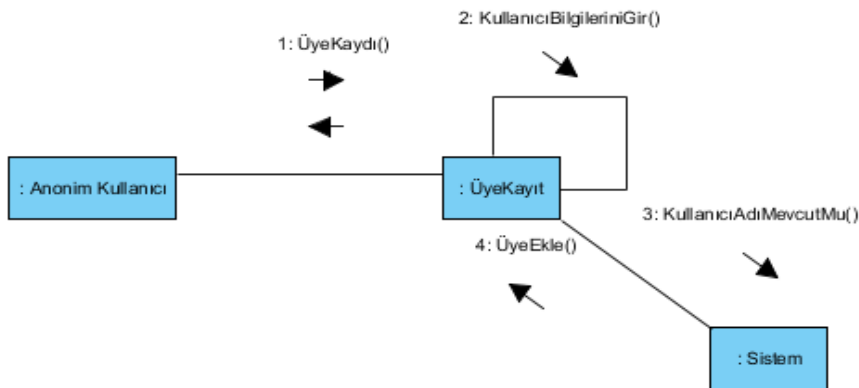 2: KullanıcıBilgileriniGir()
1: ÜyeKaydı()
: Anonim Kullanıcı
: ÜyeKayıt
3: KullanıcıAdıMevcutMu()
4: ÜyeEkle()
: Sistem